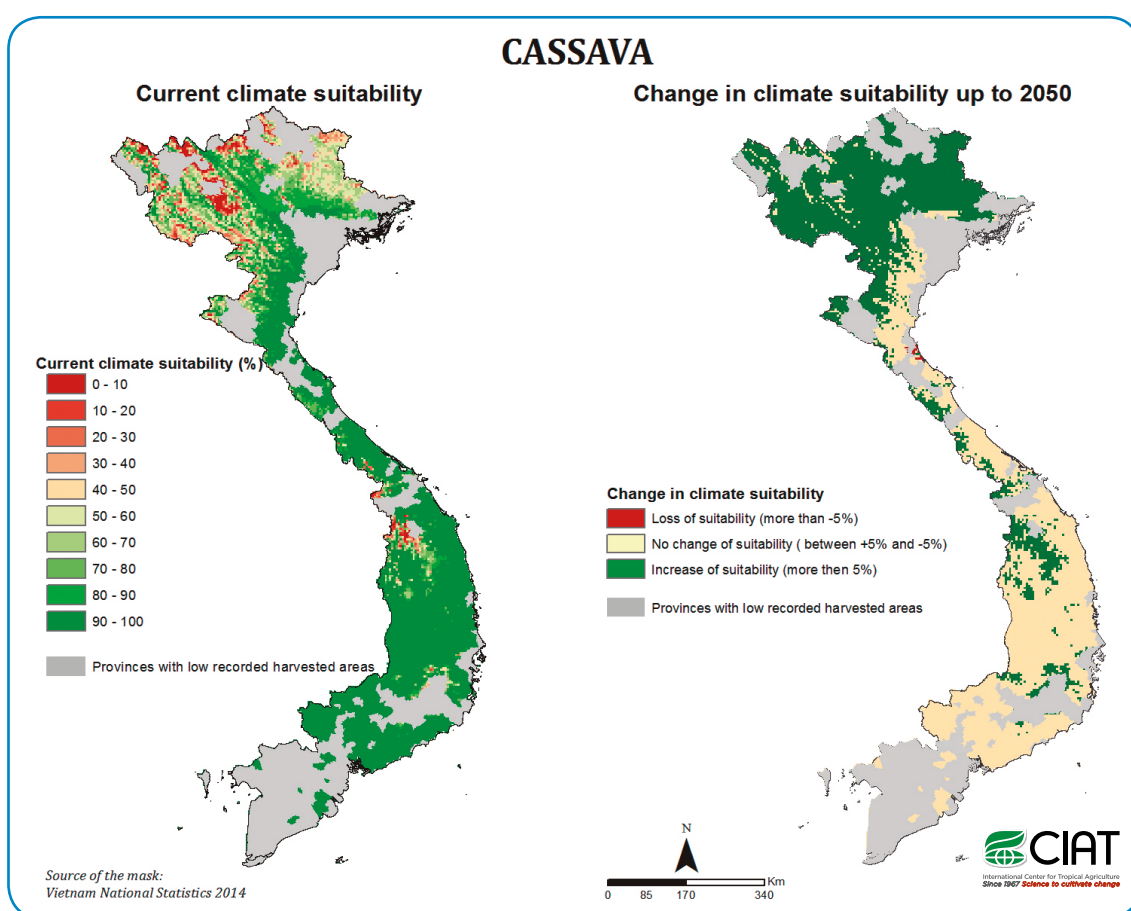 CASSAVA
Current climate suitability
Change in climate suitability up to 2050
Current climate suitability (%)
0 - 10
10 - 20
20 - 30
30 - 40
40 - 50
50 - 60
60 - 70
70 - 80
80 - 90
90 - 100
Provinces with low recorded harvested areas
Change in climate suitability
Loss of suitability (more than -5%)
No change of suitability ( between +5% and -5%)
Increase of suitability (more then 5%)
Provinces with low recorded harvested areas
Source of the mask:
Vietnam National Statistics 2014
N
Km
0 85 170 340
CIAT
International Center for Tropical Agriculture
Since 1967 Science to cultivate change